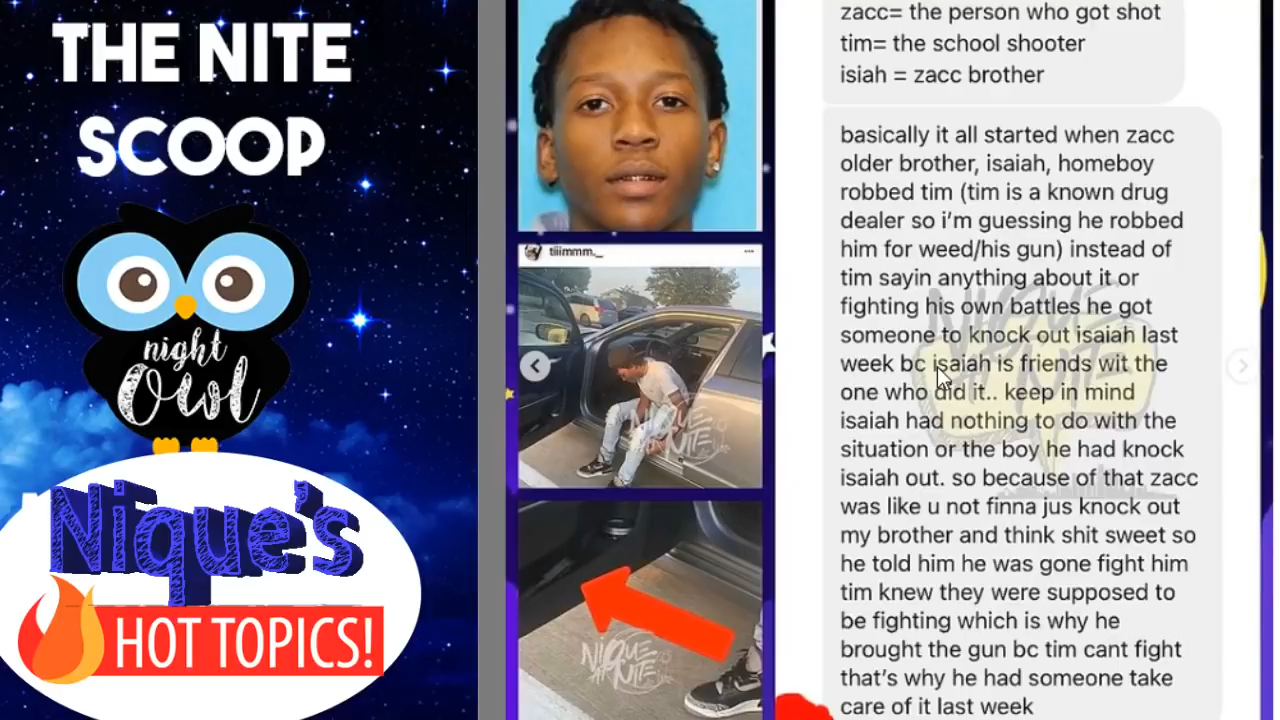 THE NITE
SCOOP
night
Owl
Nique's
HOT TOPICS!
tiiimmm._
NIQUE
NITE
NIQUE
NITE
zacc= the person who got shot
tim= the school shooter
isiah = zacc brother
basically it all started when zacc
older brother, isaiah, homeboy
robbed tim (tim is a known drug
dealer so i'm guessing he robbed
him for weed/his gun) instead of
tim sayin anything about it or
fighting his own battles he got
someone to knock out isaiah last
week bc isaiah is friends wit the
one who did it.. keep in mind
isaiah had nothing to do with the
situation or the boy he had knock
isaiah out. so because of that zacc
was like u not finna jus knock out
my brother and think shit sweet so
he told him he was gone fight him
tim knew they were supposed to
be fighting which is why he
brought the gun bc tim cant fight
that's why he had someone take
care of it last week